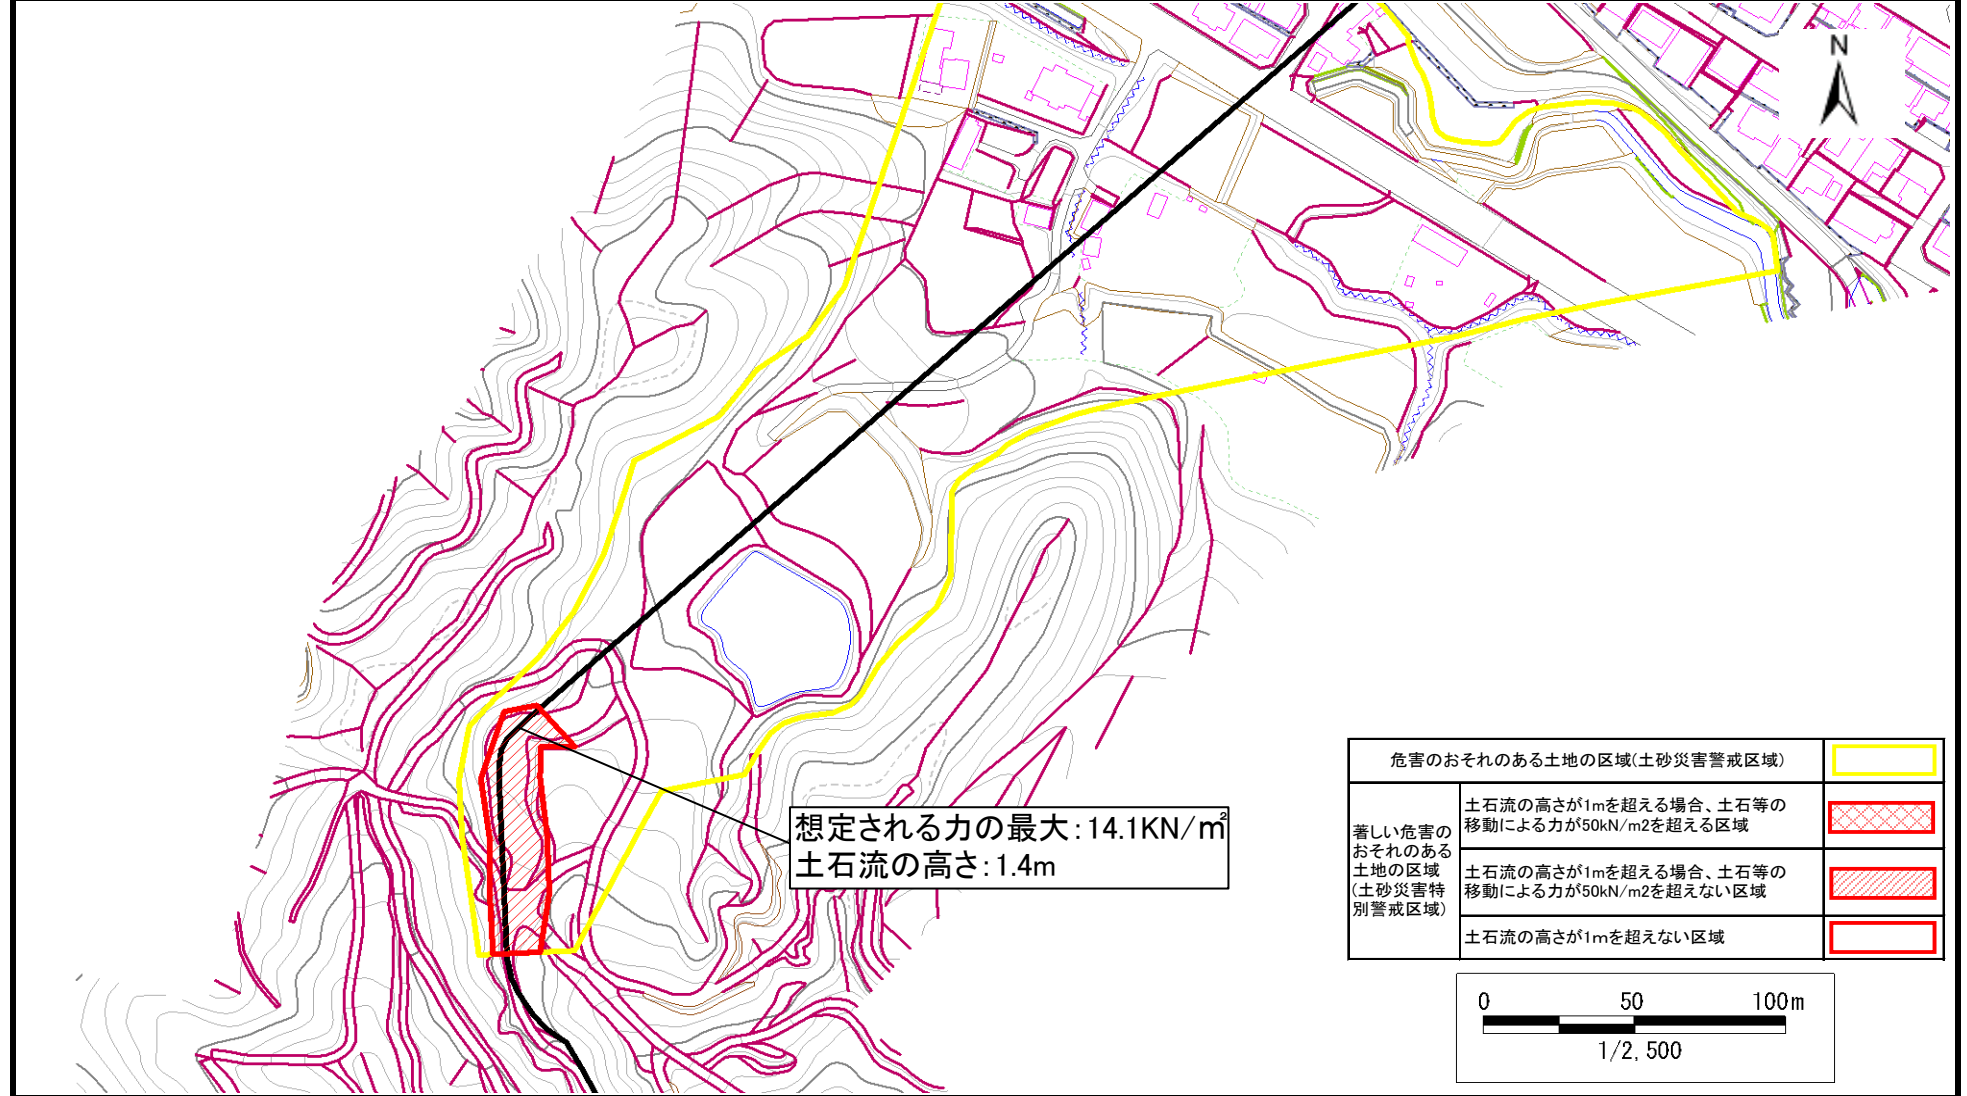 N
想定される力の最大:14.1KN/㎡
土石流の高さ:1.4m
危害のおそれのある土地の区域(土砂災害警戒区域)
著しい危害の
おそれのある
土地の区域
(土砂災害特
別警戒区域)
土石流の高さが1mを超える場合、土石等の
移動による力が50kN/m2を超える区域
土石流の高さが1mを超える場合、土石等の
移動による力が50kN/m2を超えない区域
土石流の高さが1mを超えない区域
0 50 100m
1/2,500